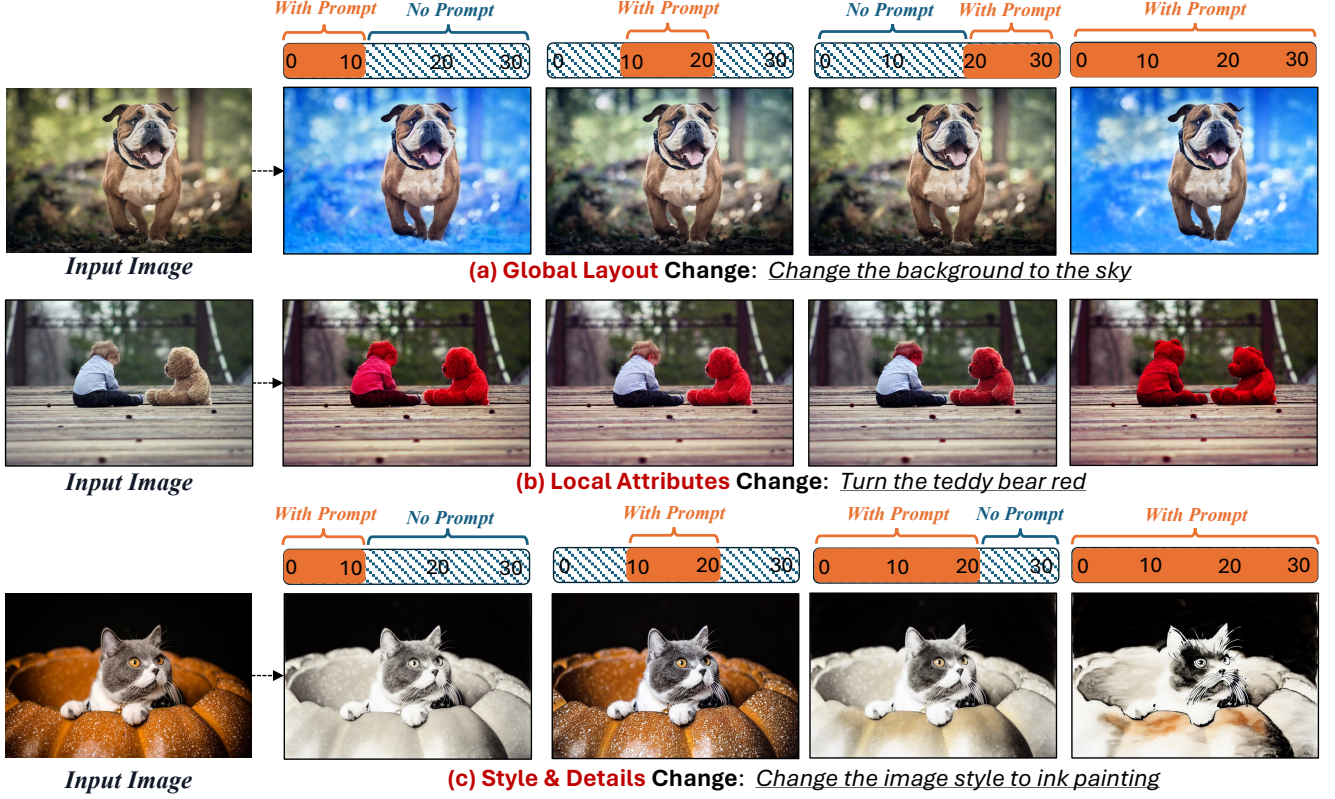 With Prompt No Prompt With Prompt No Prompt With Prompt With Prompt
0 10 20 30 0 10 20 30 0 10 20 30 0 10 20 30
Input Image
(a) Global Layout Change: Change the background to the sky
Input Image
(b) Local Attributes Change: Turn the teddy bear red
With Prompt No Prompt With Prompt With Prompt No Prompt With Prompt
0 10 20 30 0 10 20 30 0 10 20 30 0 10 20 30
Input Image
(c) Style & Details Change: Change the image style to ink painting